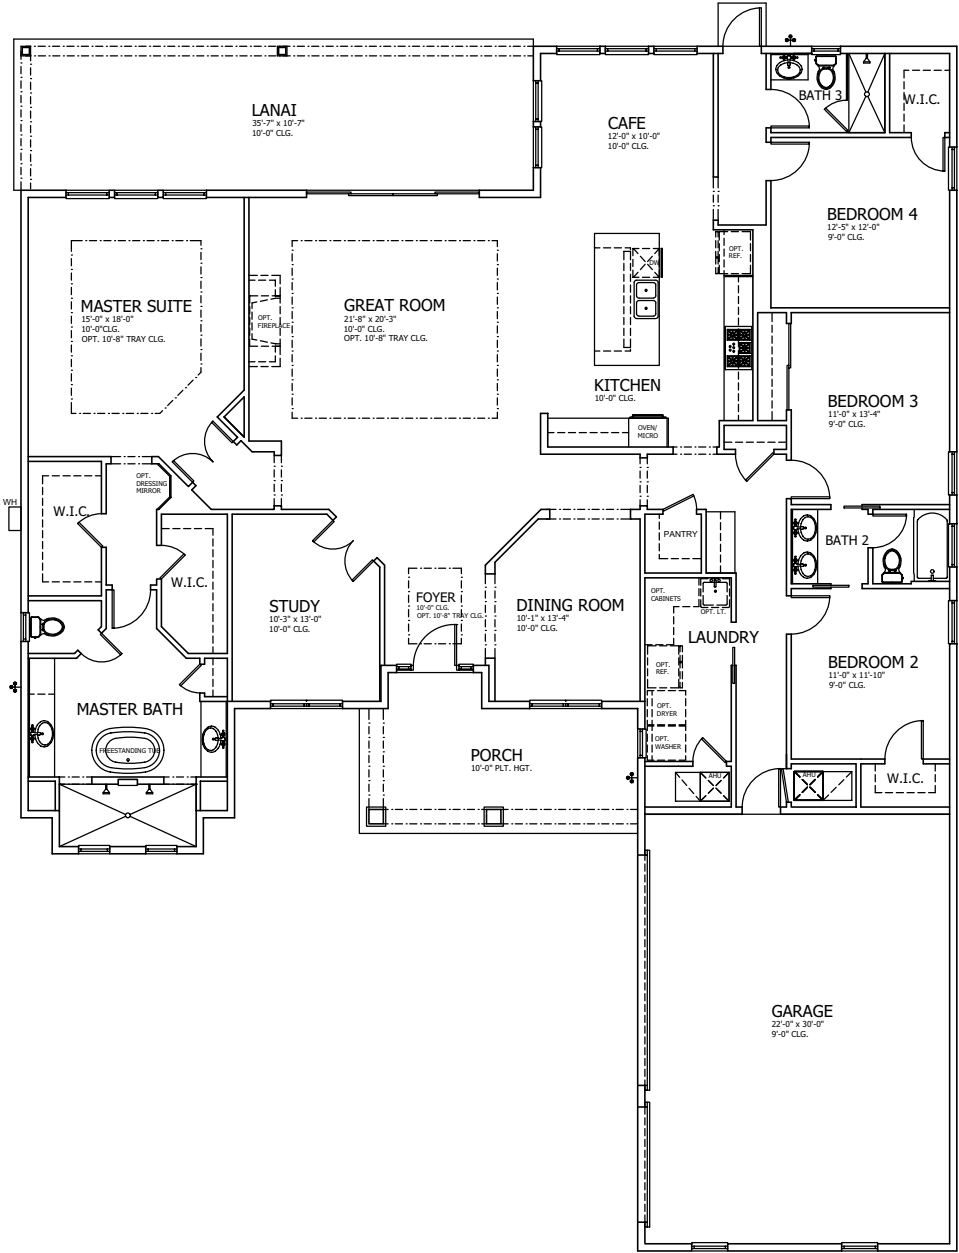 LANAI
35'-7" x 10'-7"
10'-0" CLG.
CAFE
12'-0" x 10'-0"
10'-0" CLG.
BATH 3
W.I.C.
BEDROOM 4
12'-5" x 12'-0"
9'-0" CLG.
OPT.
REF.
DW
MASTER SUITE
15'-0" x 18'-0"
10'-0"CLG.
OPT. 10'-8" TRAY CLG.
OPT.
FIREPLACE
GREAT ROOM
21'-8" x 20'-3"
10'-0" CLG.
OPT. 10'-8" TRAY CLG.
KITCHEN
10'-0" CLG.
BEDROOM 3
11'-0" x 13'-4"
9'-0" CLG.
OVEN/
MICRO
OPT.
DRESSING
MIRROR
WH
W.I.C.
W.I.C.
PANTRY
BATH 2
STUDY
10'-3" x 13'-0"
10'-0" CLG.
FOYER
10'-0" CLG.
OPT. 10'-8" TRAY CLG.
DINING ROOM
10'-1" x 13'-4"
10'-0" CLG.
OPT.
CABINETS
OPT. LT.
LAUNDRY
OPT.
REF.
OPT.
DRYER
OPT.
WASHER
BEDROOM 2
11'-0" x 11'-10"
9'-0" CLG.
MASTER BATH
FREESTANDING TUB
PORCH
10'-0" PLT. HGT.
AHU
AHU
W.I.C.
GARAGE
22'-0" x 30'-0"
9'-0" CLG.